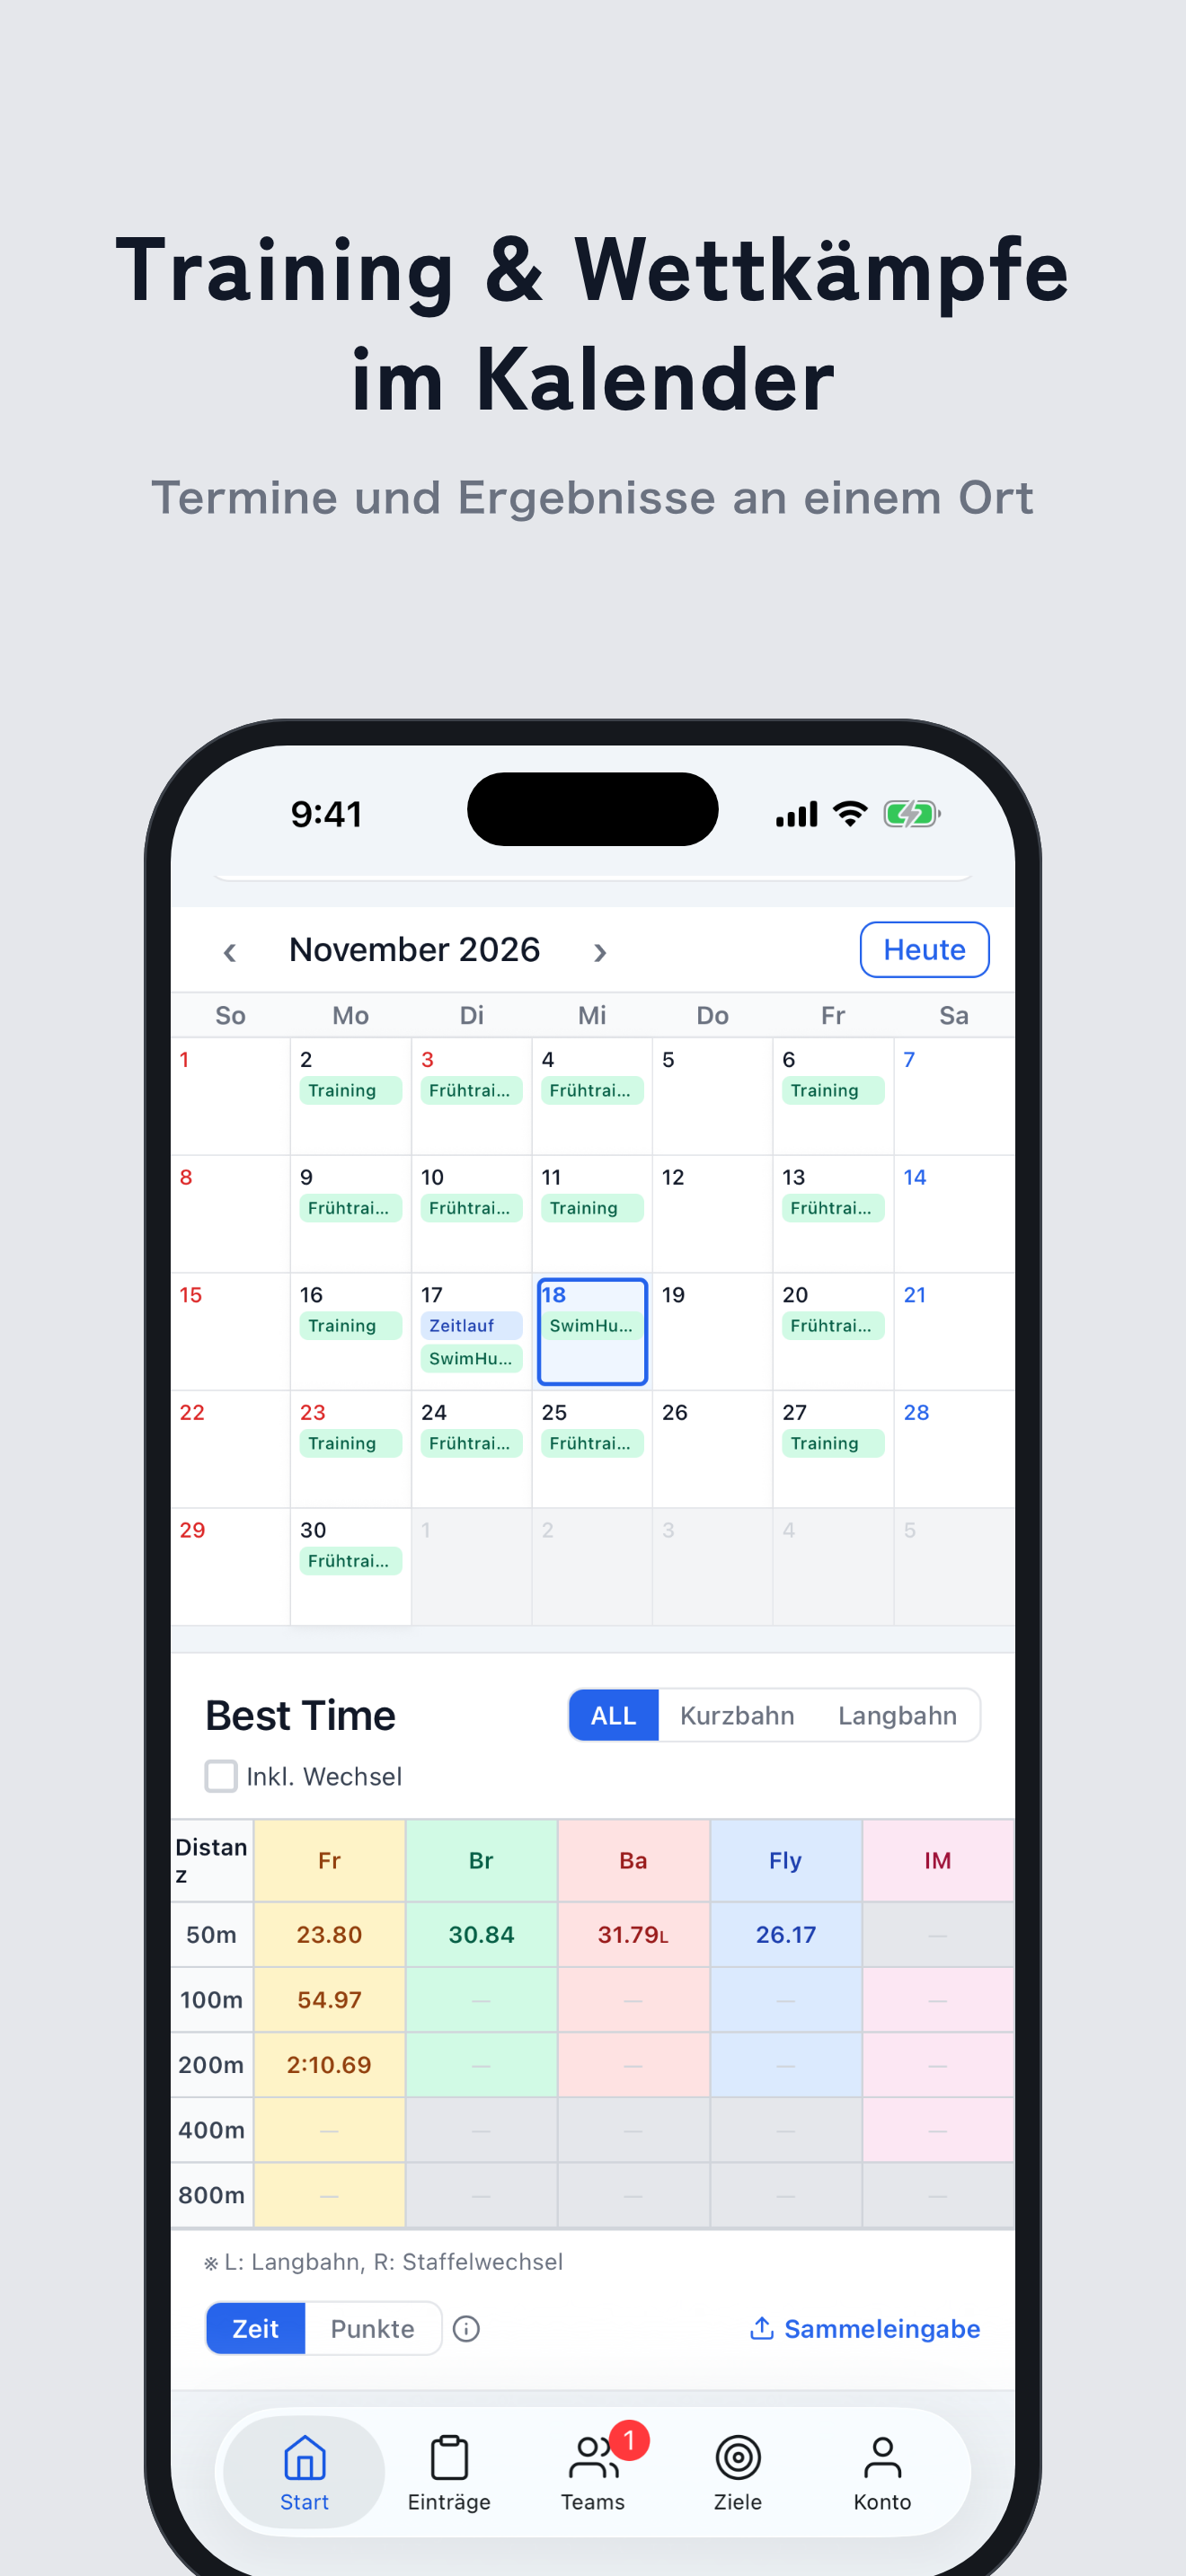 Training & Wettkämpfe
im Kalender
Termine und Ergebnisse an einem Ort
9:41
‹ November 2026 › Heute
So Mo Di Mi Do Fr Sa
1 2 3 4 5 6 7
Training Frühtrai... Frühtrai... Training
8 9 10 11 12 13 14
Frühtrai... Frühtrai... Training Frühtrai...
15 16 17 18 19 20 21
Training Zeitlauf SwimHu... Frühtrai...
SwimHu...
22 23 24 25 26 27 28
Training Frühtrai... Frühtrai... Training
29 30 1 2 3 4 5
Frühtrai...
Best Time ALL Kurzbahn Langbahn
Inkl. Wechsel
Distan
z
Fr Br Ba Fly IM
50m 23.80 30.84 31.79L 26.17 —
100m 54.97 — — — —
200m 2:10.69 — — — —
400m — — — — —
800m — — — — —
※ L: Langbahn, R: Staffelwechsel
Zeit Punkte Sammeleingabe
1
Start Einträge Teams Ziele Konto